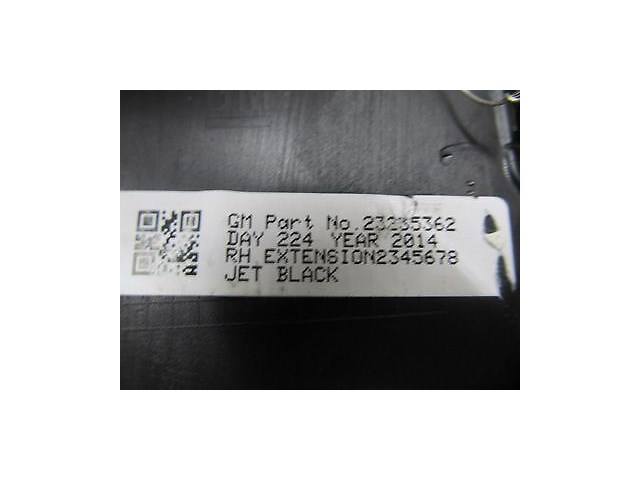 GM Part No.23235362
DAY 224 YEAR 2014
RH EXTENSION2345678
JET BLACK